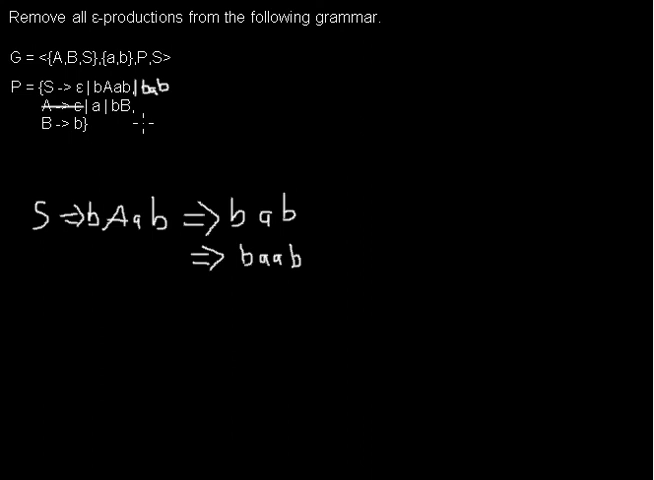 Remove all ε-productions from the following grammar.
G = <{A,B,S},{a,b},P,S>
P = {S -> ε | bAab, | bab
A -> ε | a | bB,
B -> b}
S ⇒ bAab ⇒ bab
⇒ baab